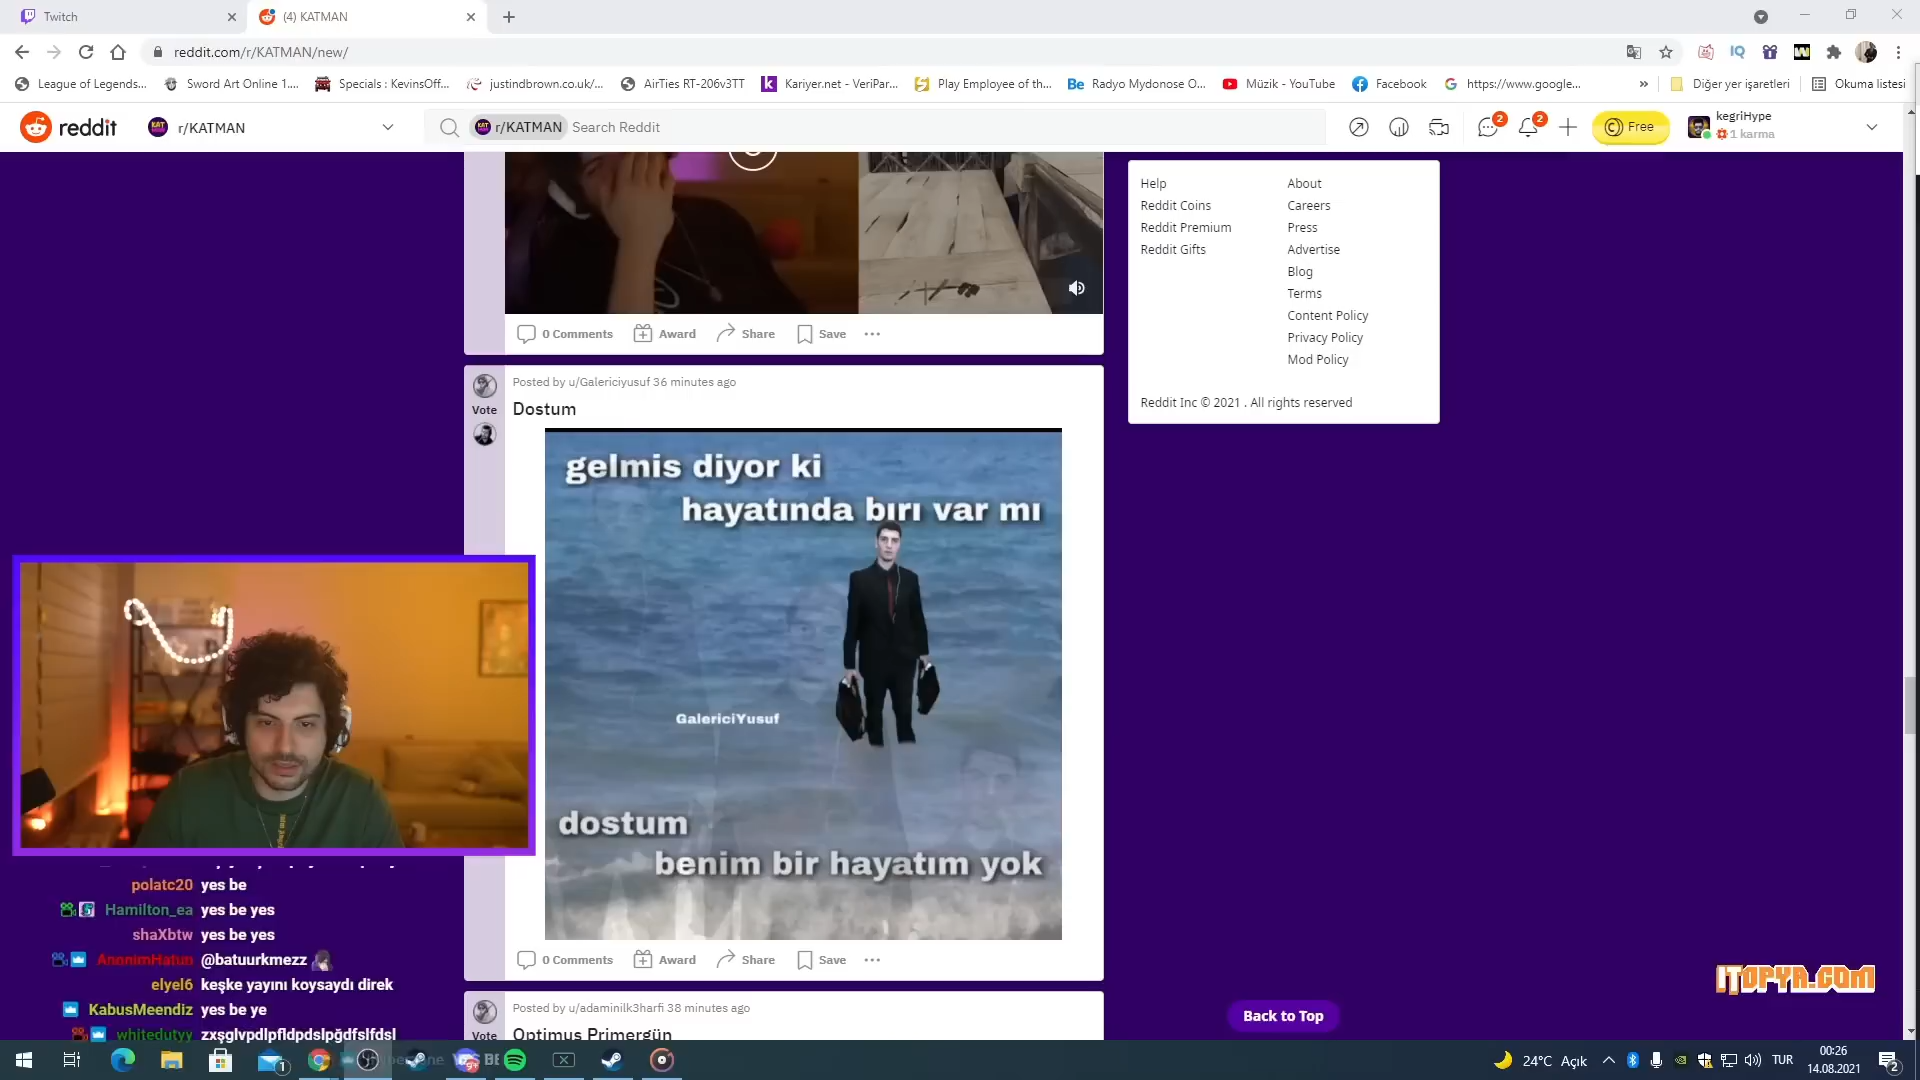 Twitch
(4) KATMAN
reddit.com/r/KATMAN/new/
League of Legends...
Sword Art Online 1....
Specials : KevinsOff...
justindbrown.co.uk/...
AirTies RT-206v3TT
Kariyer.net - VeriPar...
Play Employee of th...
Radyo Mydonose O...
Müzik - YouTube
Facebook
https://www.google...
»
Diğer yer işaretleri
Okuma listesi
reddit
r/KATMAN
r/KATMAN
Search Reddit
2
2
Free
kegriHype
1 karma
Help
About
Reddit Coins
Careers
Reddit Premium
Press
Reddit Gifts
Advertise
Blog
Terms
Content Policy
Privacy Policy
Mod Policy
Reddit Inc © 2021 . All rights reserved
0 Comments
Award
Share
Save
Posted by u/Galericiyusuf 36 minutes ago
Vote
Dostum
gelmis diyor ki
hayatında bırı var mı
GalericiYusuf
dostum
benim bir hayatım yok
0 Comments
Award
Share
Save
Posted by u/adaminilk3harfi 38 minutes ago
Vote
Optimus Primergün
polatc20 yes be
Hamilton_ea yes be yes
shaXbtw yes be yes
AnonimHatun @batuurkmezz
elyel6 keşke yayını koysaydı direk
KabusMeendiz yes be ye
whitedutyy zxşglvpdlpfldpdslpğdfslfdsl
ITOPYA.COM
Back to Top
1
9+
24°C Açık
TUR
00:26
14.08.2021
2